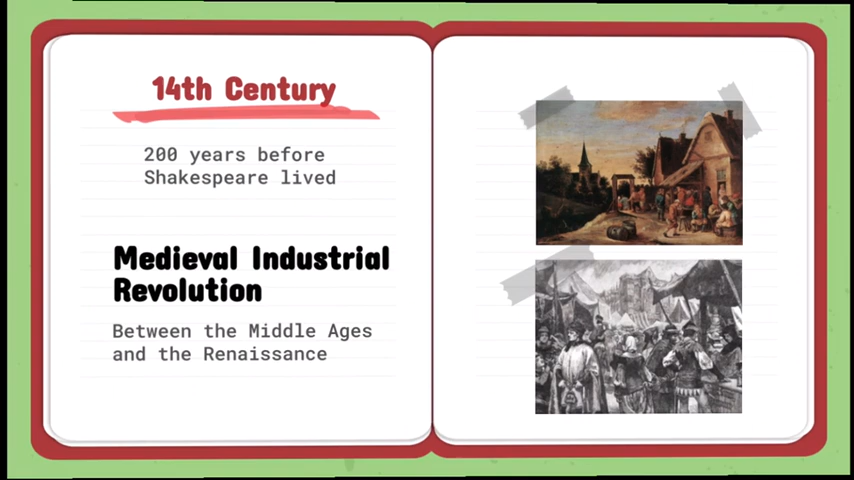 14th Century
200 years before
Shakespeare lived
Medieval Industrial
Revolution
Between the Middle Ages
and the Renaissance